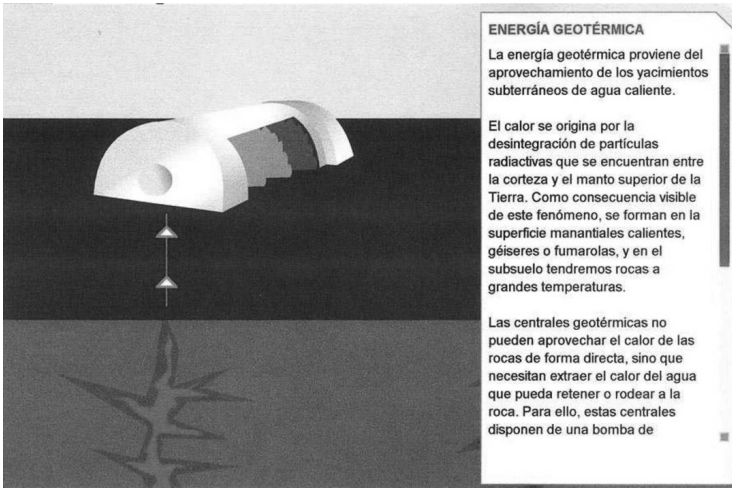 ENERGÍA GEOTÉRMICA
La energía geotérmica proviene del
aprovechamiento de los yacimientos
subterráneos de agua caliente.
El calor se origina por la
desintegración de partículas
radiactivas que se encuentran entre
la corteza y el manto superior de la
Tierra. Como consecuencia visible
de este fenómeno, se forman en la
superficie manantiales calientes,
géiseres o fumarolas, y en el
subsuelo tendremos rocas a
grandes temperaturas.
Las centrales geotérmicas no
pueden aprovechar el calor de las
rocas de forma directa, sino que
necesitan extraer el calor del agua
que pueda retener o rodear a la
roca. Para ello, estas centrales
disponen de una bomba de